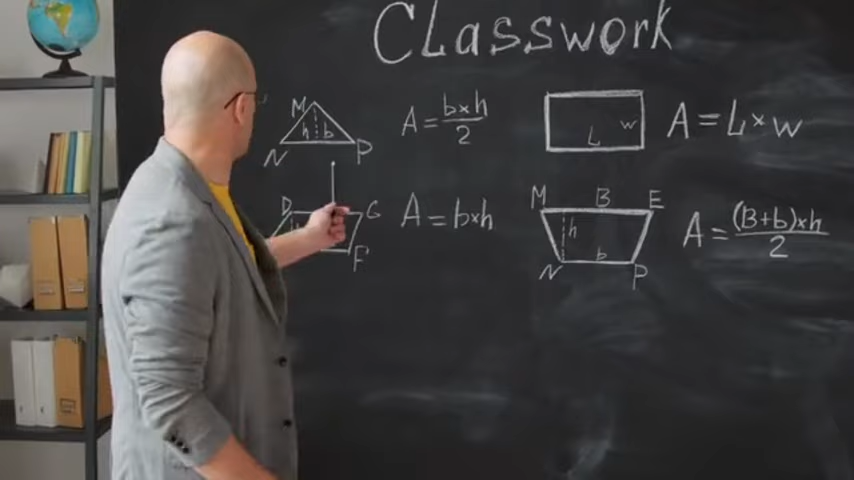 Classwork
M
h b
N P
A = b×h / 2
W
L
A = L × w
D G
F
A = b×h
M B E
h
b
N P
A = (B+b)×h / 2